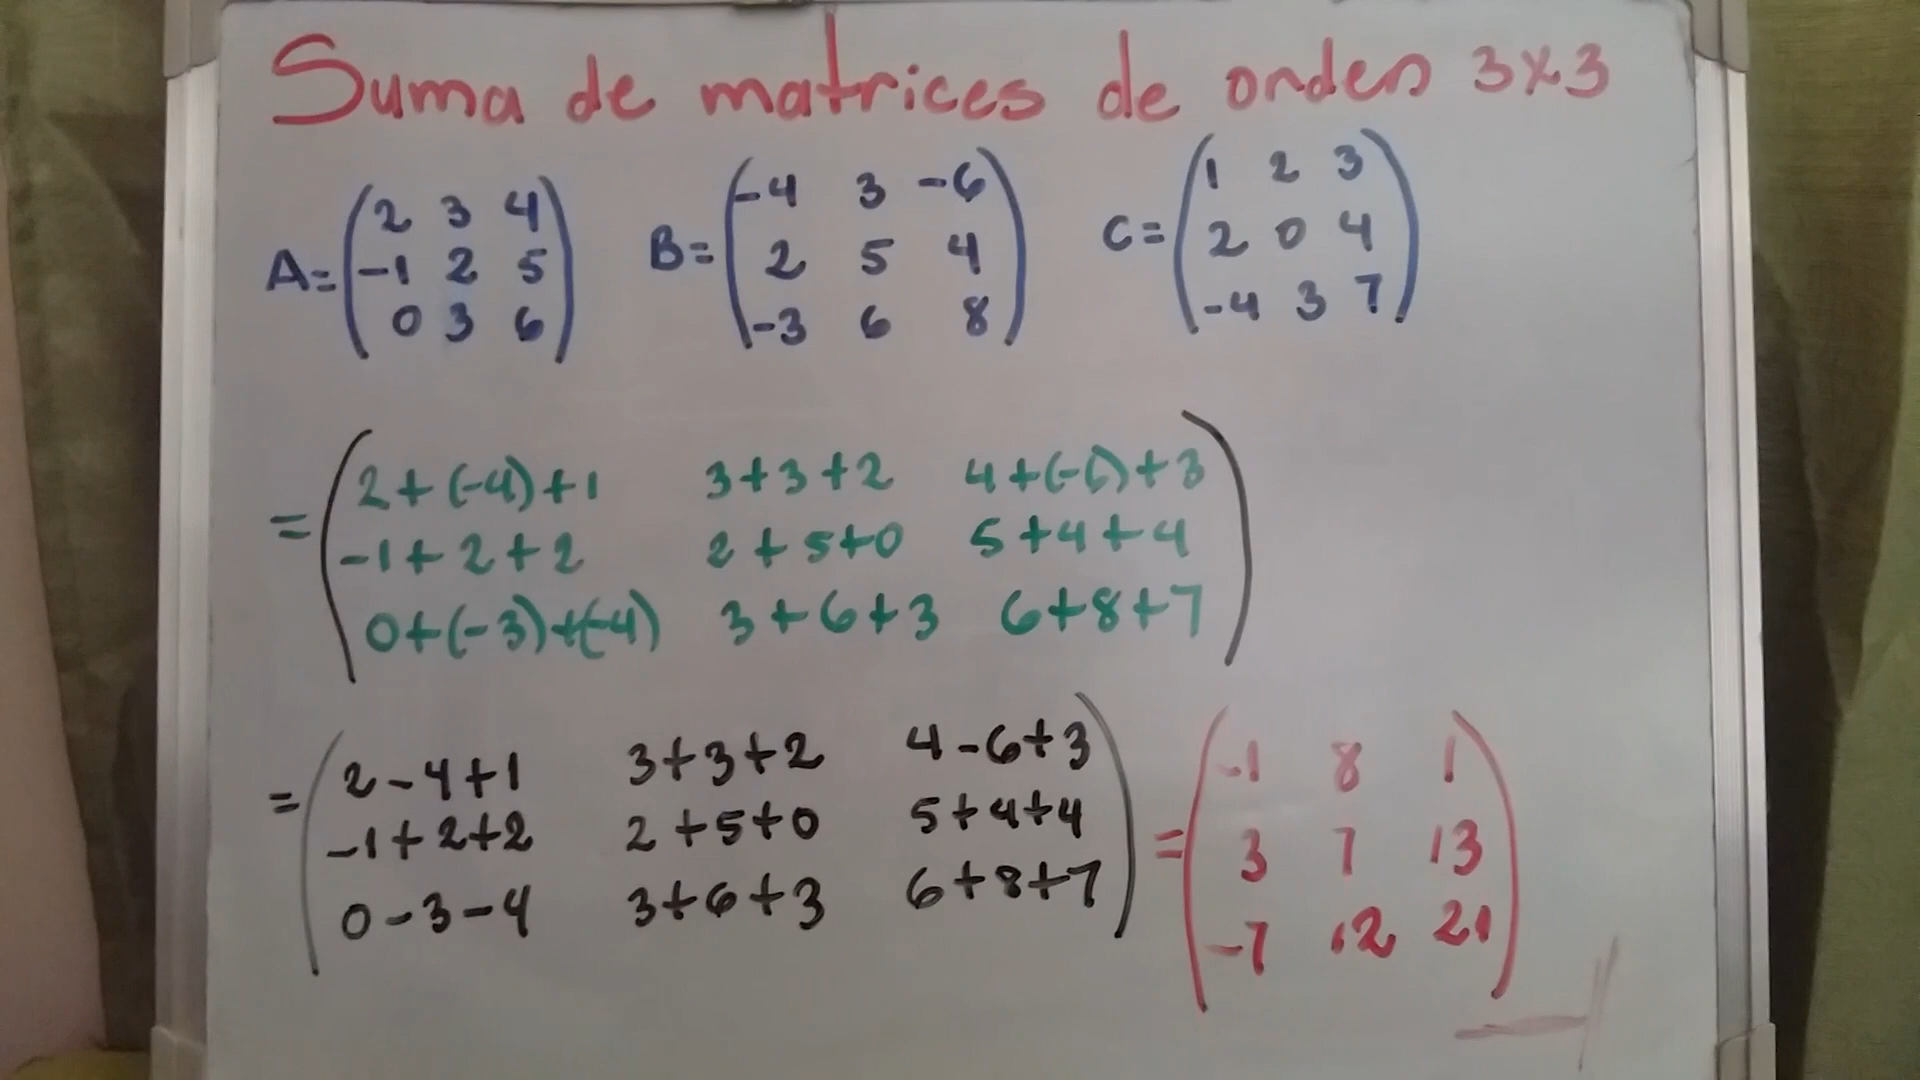 Suma de matrices de orden 3x3
A= (2 3 4 B= (-4 3 -6 C= (1 2 3
-1 2 5 2 5 4 2 0 4
0 3 6) -3 6 8) -4 3 7)
= (2+(-4)+1 3+3+2 4+(-6)+3
-1+2+2 2+5+0 5+4+4
0+(-3)+(-4) 3+6+3 6+8+7)
= (2-4+1 3+3+2 4-6+3 = (-1 8 1
-1+2+2 2+5+0 5+4+4 3 7 13
0-3-4 3+6+3 6+8+7) -7 12 21)